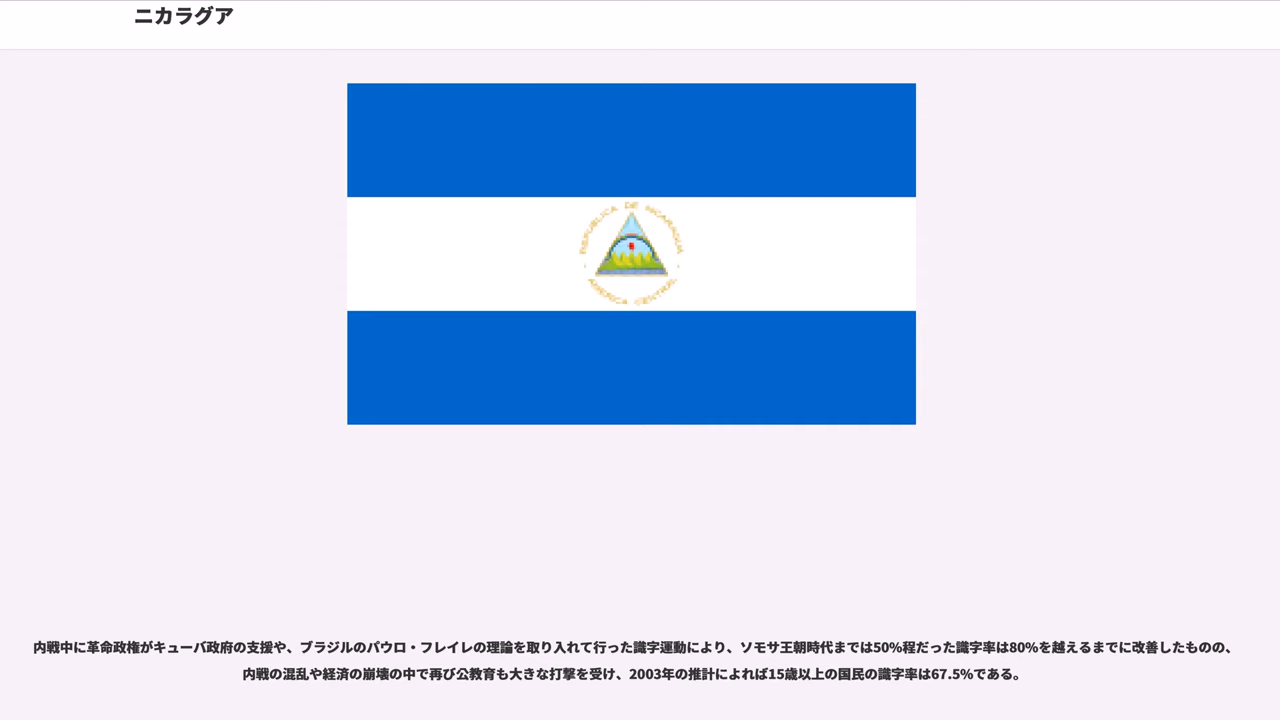 ニカラグア
REPUBLICA DE NICARAGUA
AMERICA CENTRAL
内戦中に革命政権がキューバ政府の支援や、ブラジルのパウロ・フレイレの理論を取り入れて行った識字運動により、ソモサ王朝時代までは50%程だった識字率は80%を越えるまでに改善したものの、
内戦の混乱や経済の崩壊の中で再び公教育も大きな打撃を受け、2003年の推計によれば15歳以上の国民の識字率は67.5%である。